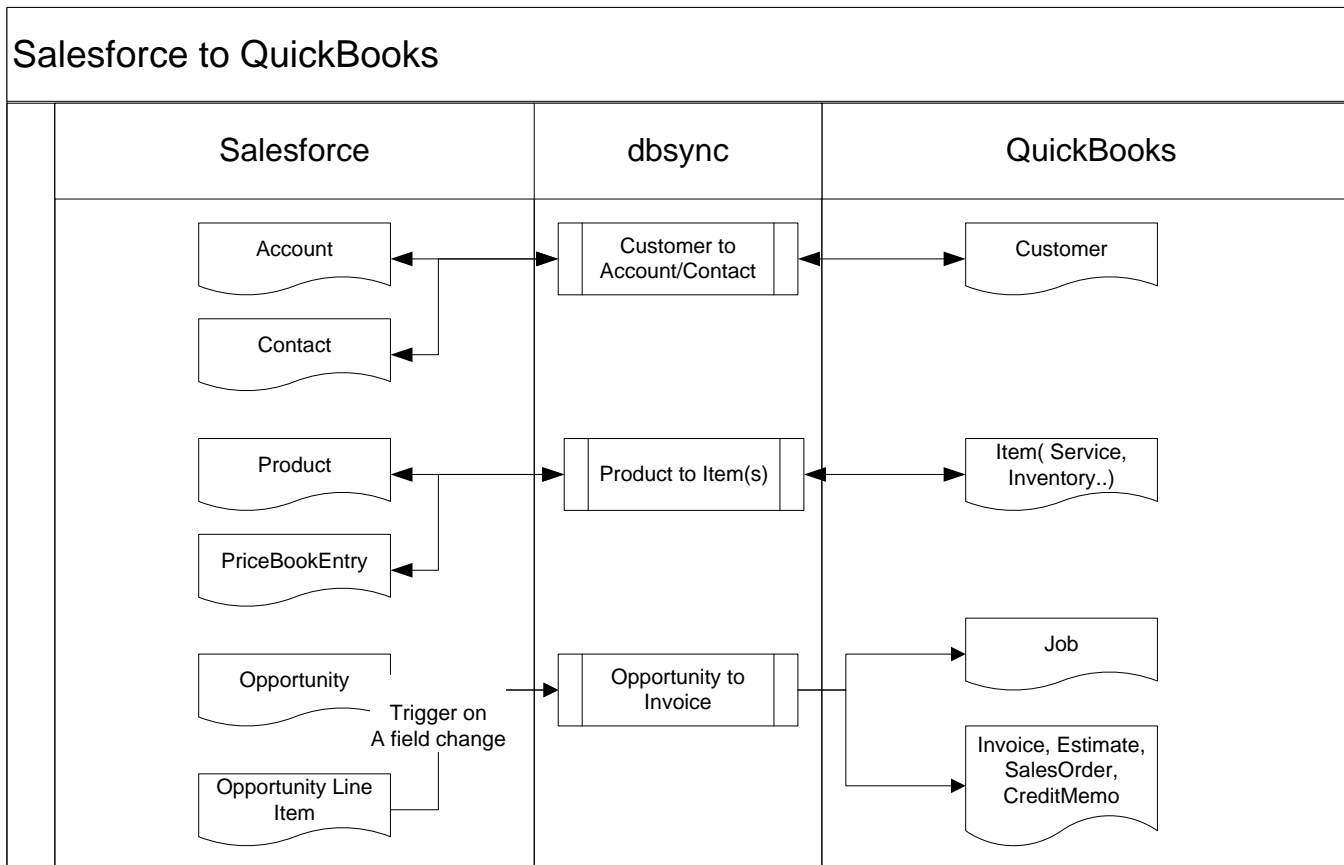 Salesforce to QuickBooks
Salesforce
dbsync
QuickBooks
Account
Customer to
Account/Contact
Customer
Contact
Product
Product to Item(s)
Item( Service,
Inventory..)
PriceBookEntry
Opportunity
Trigger on
A field change
Opportunity to
Invoice
Job
Opportunity Line
Item
Invoice, Estimate,
SalesOrder,
CreditMemo